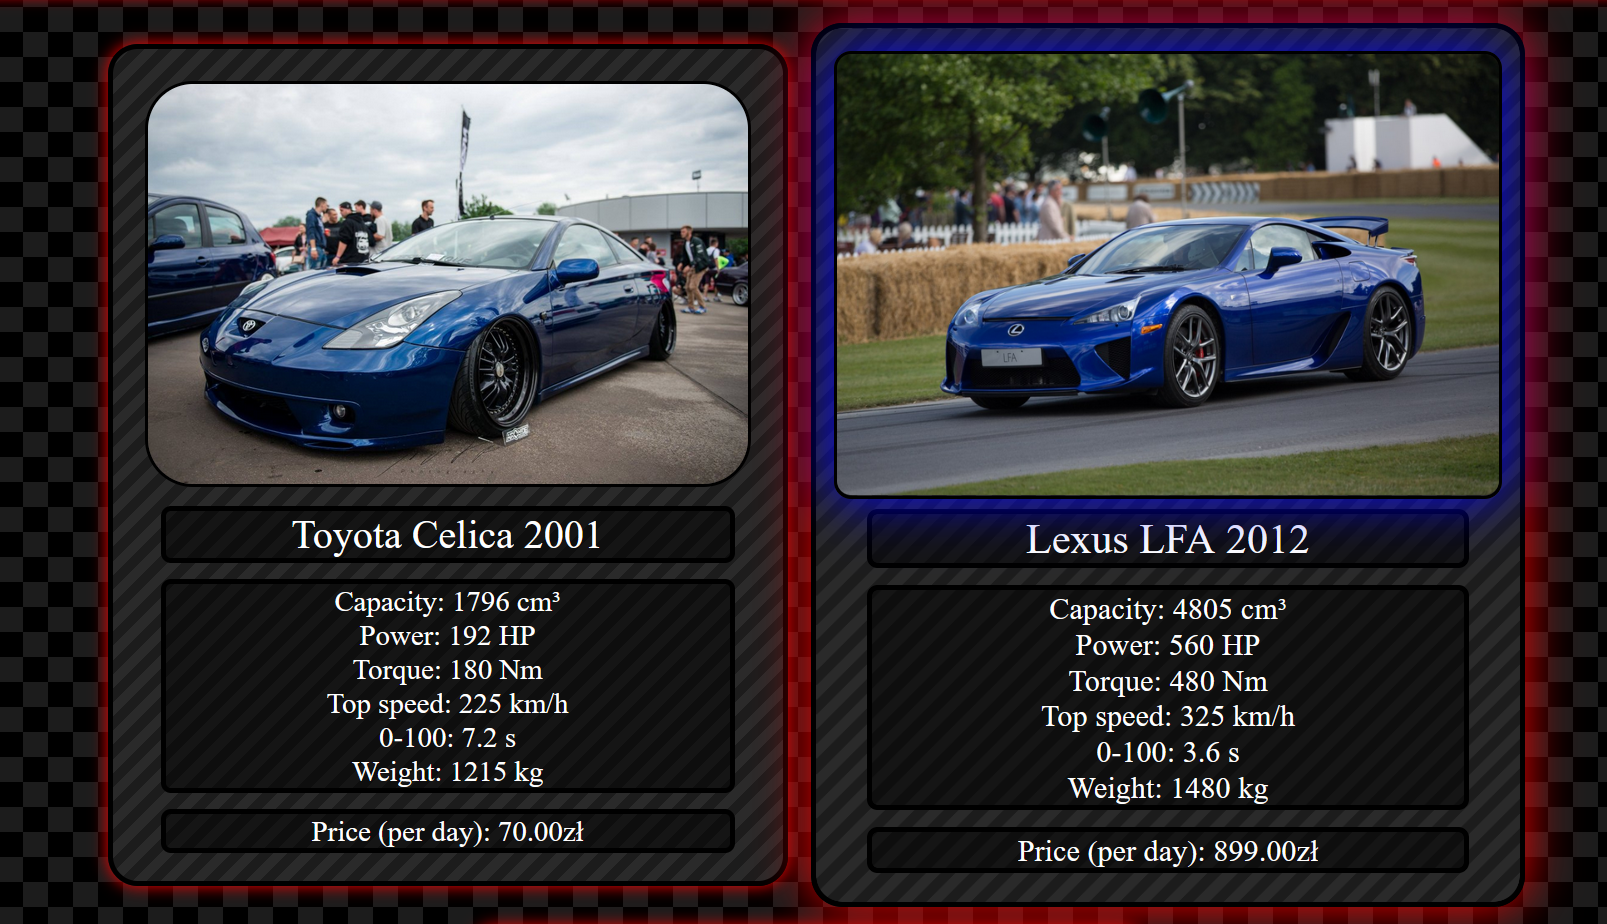 Toyota Celica 2001
Capacity: 1796 cm³
Power: 192 HP
Torque: 180 Nm
Top speed: 225 km/h
0-100: 7.2 s
Weight: 1215 kg
Price (per day): 70.00zł
LFA
Lexus LFA 2012
Capacity: 4805 cm³
Power: 560 HP
Torque: 480 Nm
Top speed: 325 km/h
0-100: 3.6 s
Weight: 1480 kg
Price (per day): 899.00zł